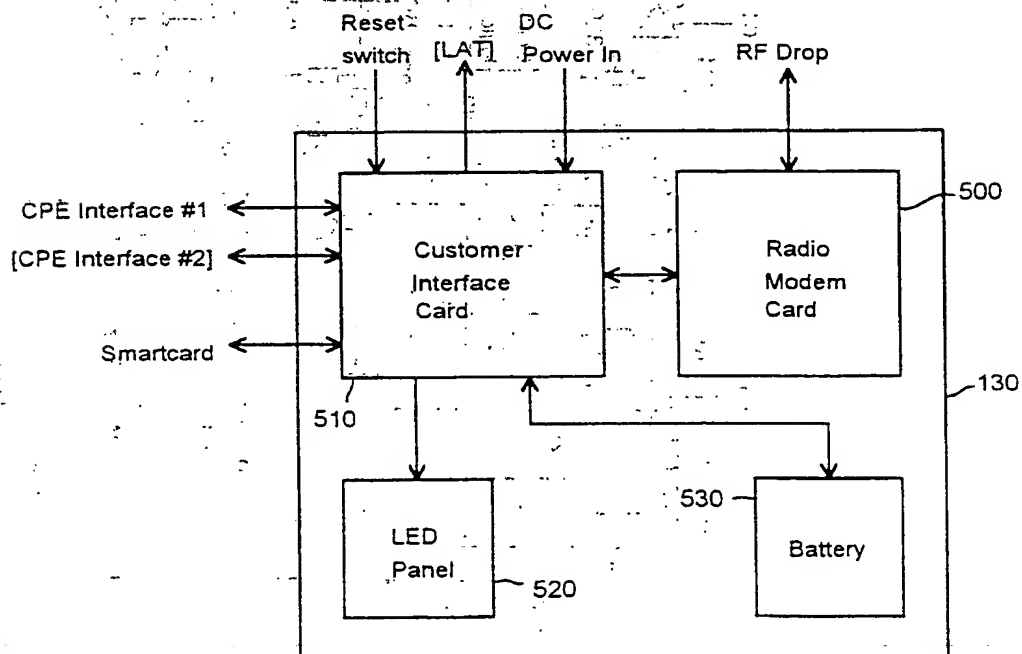 Reset switch
[LAT]
DC Power In
RF Drop
CPE Interface #1
[CPE Interface #2]
Smartcard
Customer
Interface
Card
510
Radio
Modem
Card
500
130
LED
Panel
520
530
Battery